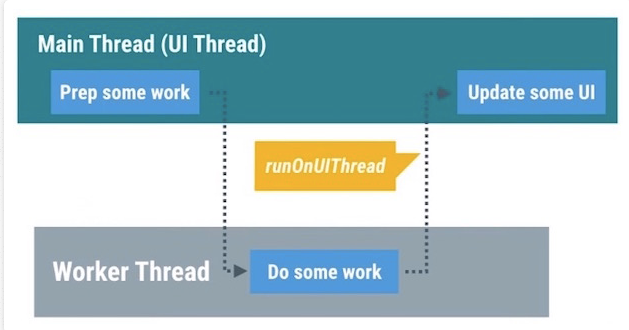 Main Thread (UI Thread)
Prep some work
Update some UI
runOnUIThread
Worker Thread
Do some work